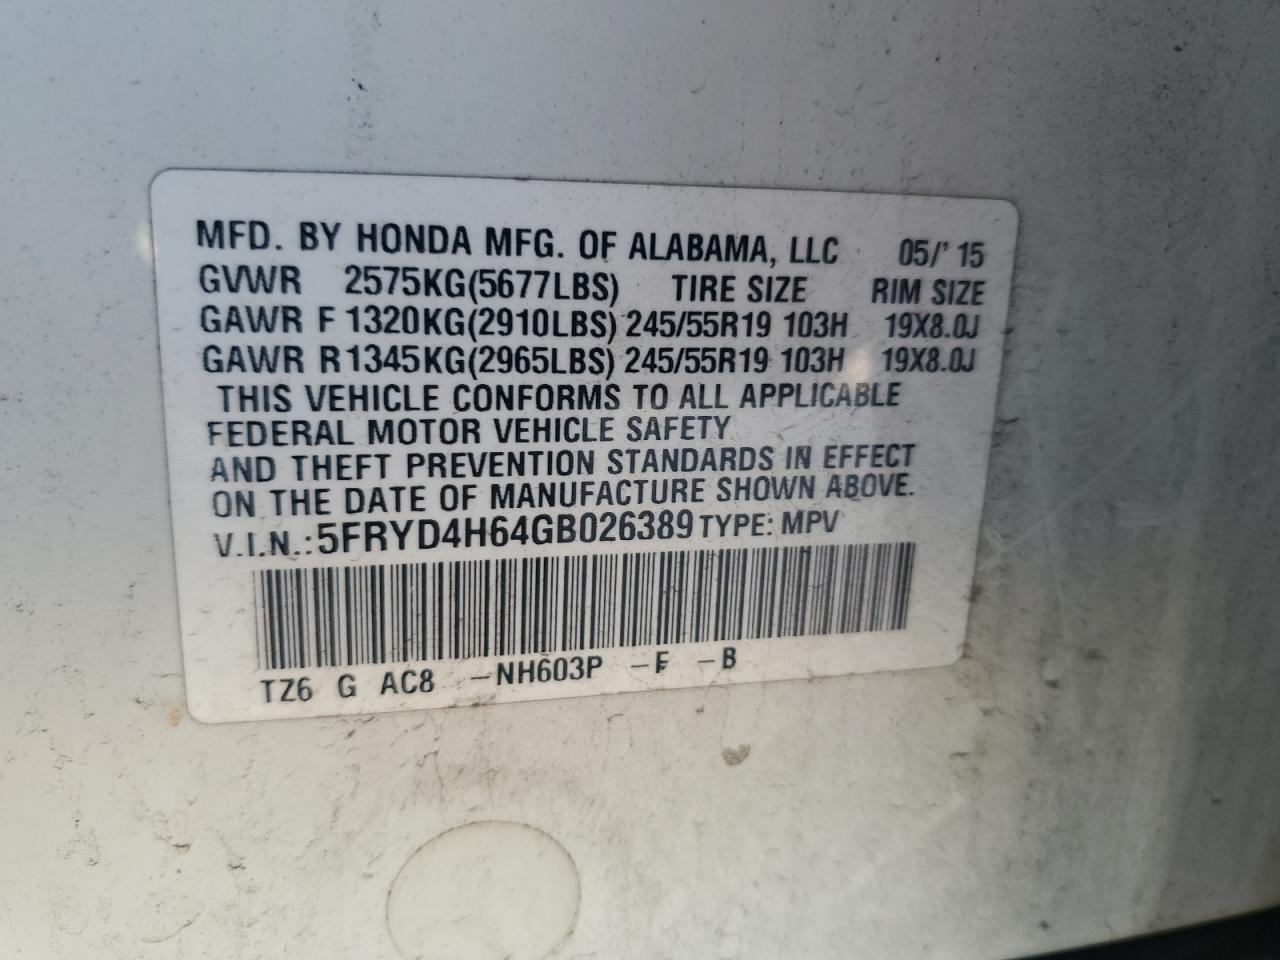 MFD. BY HONDA MFG. OF ALABAMA, LLC 05/' 15
GVWR 2575KG(5677LBS) TIRE SIZE RIM SIZE
GAWR F 1320KG(2910LBS) 245/55R19 103H 19X8.0J
GAWR R 1345KG(2965LBS) 245/55R19 103H 19X8.0J
THIS VEHICLE CONFORMS TO ALL APPLICABLE
FEDERAL MOTOR VEHICLE SAFETY
AND THEFT PREVENTION STANDARDS IN EFFECT
ON THE DATE OF MANUFACTURE SHOWN ABOVE.
V.I.N.: 5FRYD4H64GB026389 TYPE: MPV
TZ6 G AC8 -NH603P -F -B